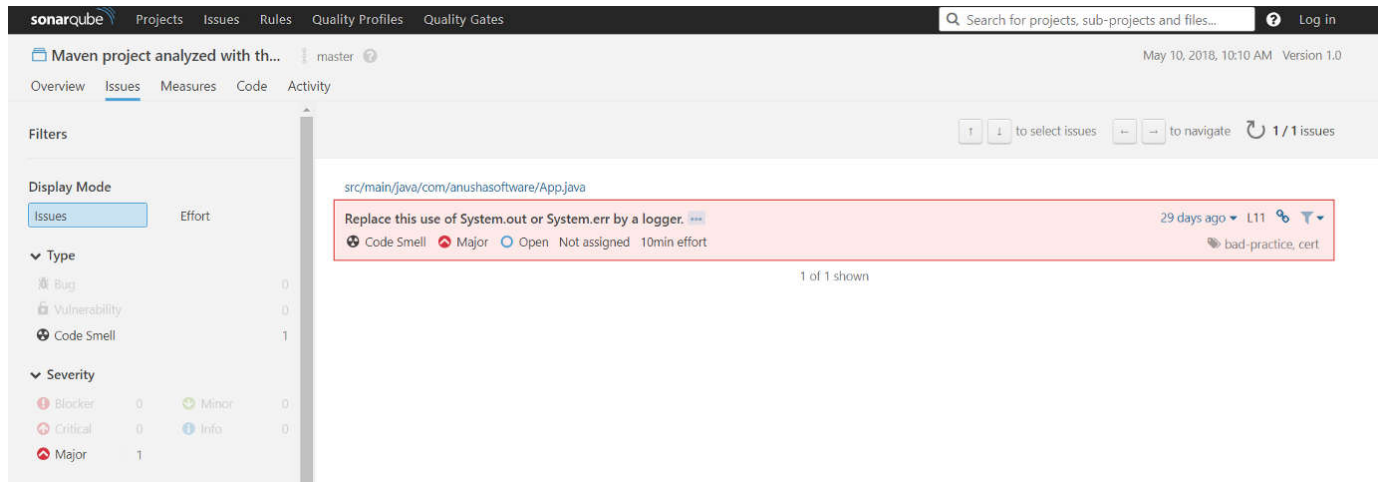 sonarqube Projects Issues Rules Quality Profiles Quality Gates Search for projects, sub-projects and files... ? Log in
Maven project analyzed with th... master ? May 10, 2018, 10:10 AM Version 1.0
Overview Issues Measures Code Activity
Filters
↑ ↓ to select issues ← → to navigate 1 / 1 issues
Display Mode
Issues Effort
Type
Bug 0
Vulnerability 0
Code Smell 1
Severity
Blocker 0 Minor 0
Critical 0 Info 0
Major 1
src/main/java/com/anushasoftware/App.java
Replace this use of System.out or System.err by a logger. ... 29 days ago L11
Code Smell Major Open Not assigned 10min effort bad-practice, cert
1 of 1 shown